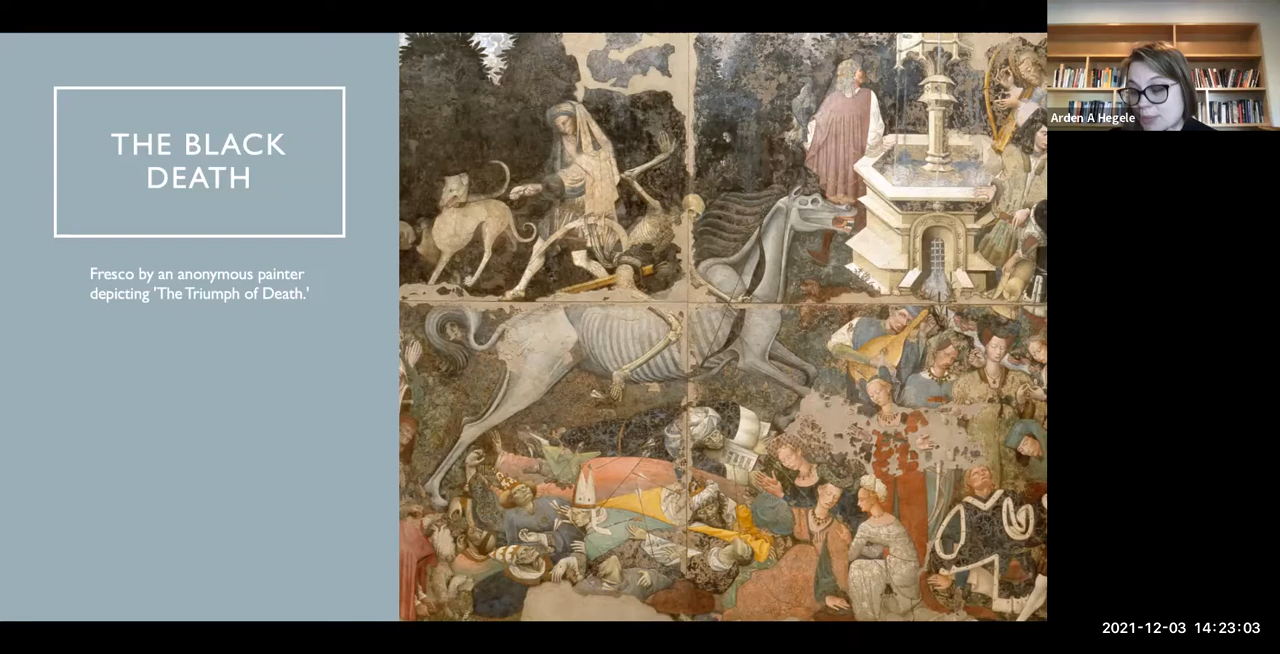 THE BLACK
DEATH
Fresco by an anonymous painter
depicting 'The Triumph of Death.'
Arden A Hegele
2021-12-03 14:23:03